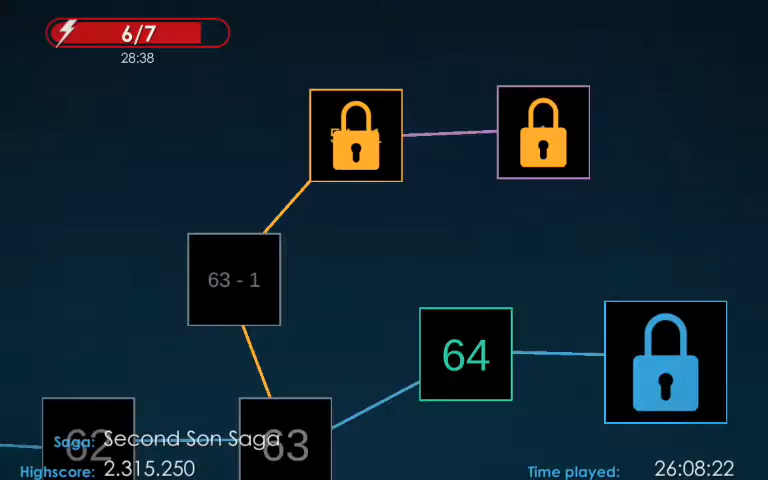 6/7
28:38
63 - 1
64
62
63
Saga: Second Son Saga
Highscore: 2.315.250
Time played: 26:08:22